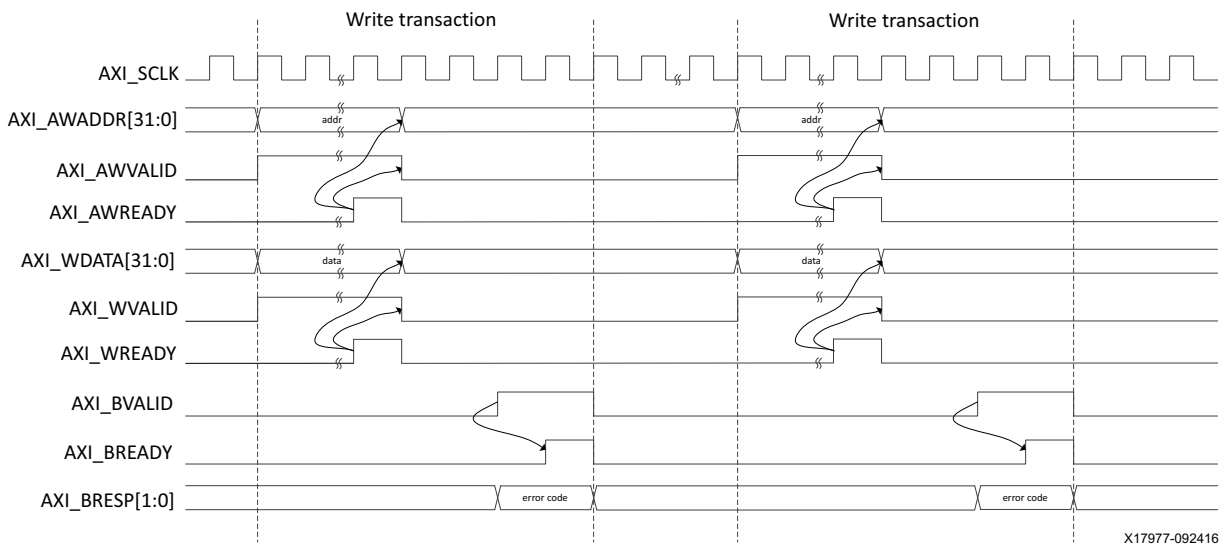 Write transaction Write transaction
AXI_SCLK
AXI_AWADDR[31:0] addr addr
AXI_AWVALID
AXI_AWREADY
AXI_WDATA[31:0] data data
AXI_WVALID
AXI_WREADY
AXI_BVALID
AXI_BREADY
AXI_BRESP[1:0] error code error code
X17977-092416